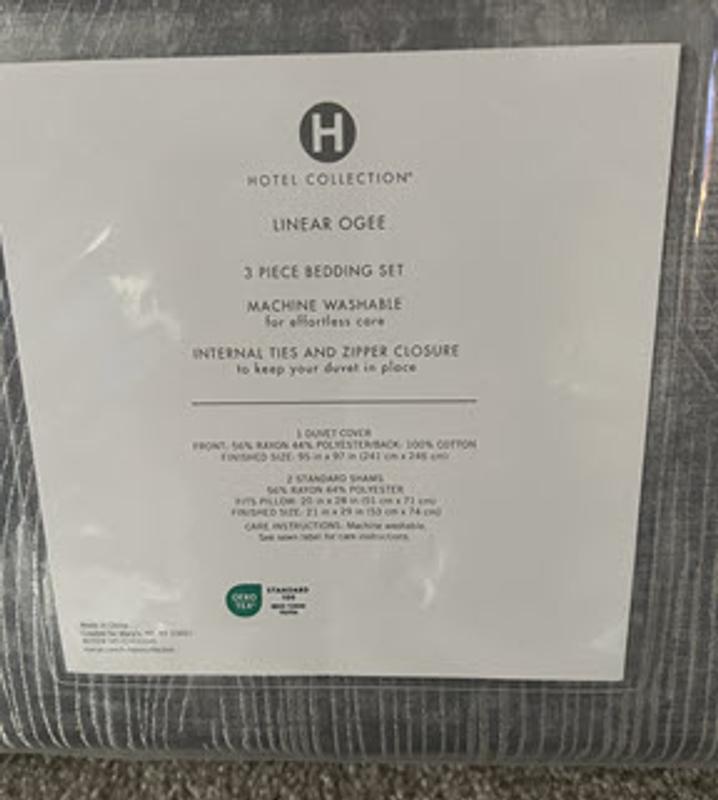 H
HOTEL COLLECTION®
LINEAR OGEE
3 PIECE BEDDING SET
MACHINE WASHABLE
for effortless care
INTERNAL TIES AND ZIPPER CLOSURE
to keep your duvet in place
1 DUVET COVER
FRONT: 56% RAYON 44% POLYESTER/BACK: 100% COTTON
FINISHED SIZE: 95 in x 97 in (241 cm x 246 cm)
2 STANDARD SHAMS
56% RAYON 44% POLYESTER
FITS PILLOW: 20 in x 28 in (51 cm x 71 cm)
FINISHED SIZE: 21 in x 29 in (53 cm x 74 cm)
CARE INSTRUCTIONS: Machine washable.
See sewn label for care instructions.
OEKO
TEX®
STANDARD
100
Made in China